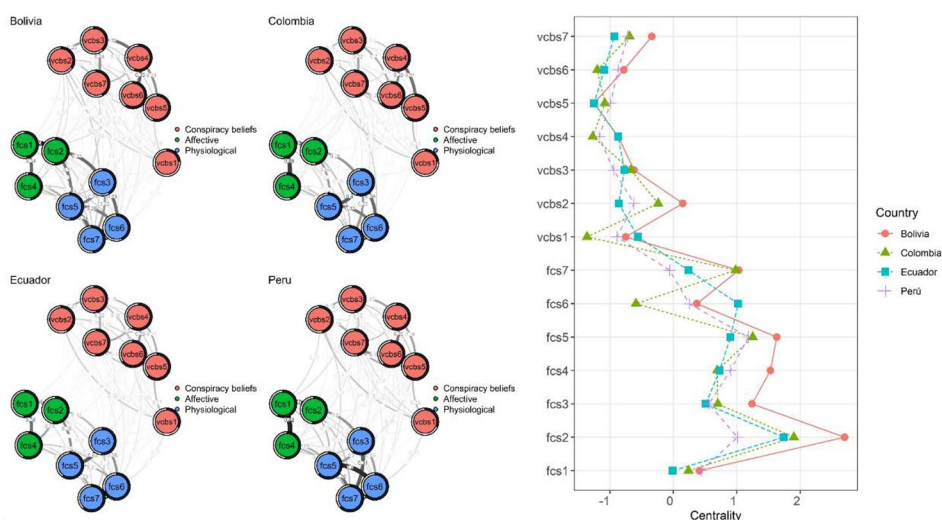 Bolivia
vcbs3
vcbs2
vcbs4
vcbs7
vcbs6
vcbs5
vcbs1
fcs1
fcs2
fcs4
fcs3
fcs5
fcs6
fcs7
Conspiracy beliefs
Affective
Physiological
Colombia
vcbs3
vcbs2
vcbs4
vcbs7
vcbs6
vcbs5
vcbs1
fcs1
fcs2
fcs4
fcs3
fcs5
fcs6
fcs7
Conspiracy beliefs
Affective
Physiological
Ecuador
vcbs3
vcbs2
vcbs4
vcbs7
vcbs6
vcbs5
vcbs1
fcs1
fcs2
fcs4
fcs3
fcs5
fcs6
fcs7
Conspiracy beliefs
Affective
Physiological
Peru
vcbs3
vcbs2
vcbs4
vcbs7
vcbs6
vcbs5
vcbs1
fcs1
fcs2
fcs4
fcs3
fcs5
fcs6
fcs7
Conspiracy beliefs
Affective
Physiological
vcbs7
vcbs6
vcbs5
vcbs4
vcbs3
vcbs2
vcbs1
fcs7
fcs6
fcs5
fcs4
fcs3
fcs2
fcs1
-1 0 1 2
Centrality
Country
Bolivia
Colombia
Ecuador
Perú